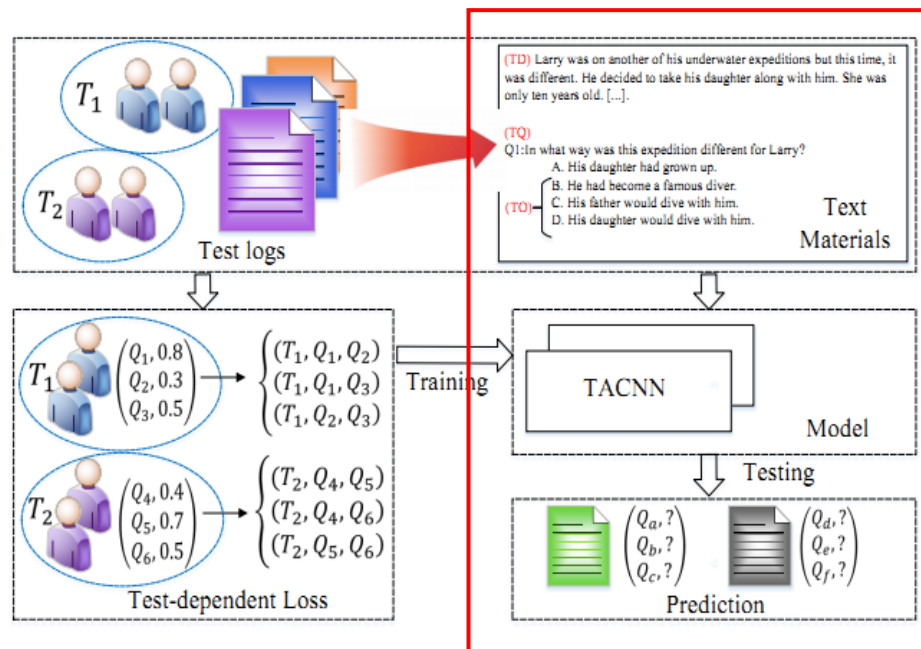 T1
T2
Test logs
(TD) Larry was on another of his underwater expeditions but this time, it
was different. He decided to take his daughter along with him. She was
only ten years old. [...].
(TQ)
Q1:In what way was this expedition different for Larry?
A. His daughter had grown up.
B. He had become a famous diver.
(TO)
C. His father would dive with him.
D. His daughter would dive with him.
Text
Materials
T1
Q1, 0.8
Q2, 0.3
Q3, 0.5
(T1, Q1, Q2)
(T1, Q1, Q3)
(T1, Q2, Q3)
T2
Q4, 0.4
Q5, 0.7
Q6, 0.5
(T2, Q4, Q5)
(T2, Q4, Q6)
(T2, Q5, Q6)
Test-dependent Loss
Training
TACNN
Model
Testing
Qa, ?
Qb, ?
Qc, ?
Qd, ?
Qe, ?
Qf, ?
Prediction